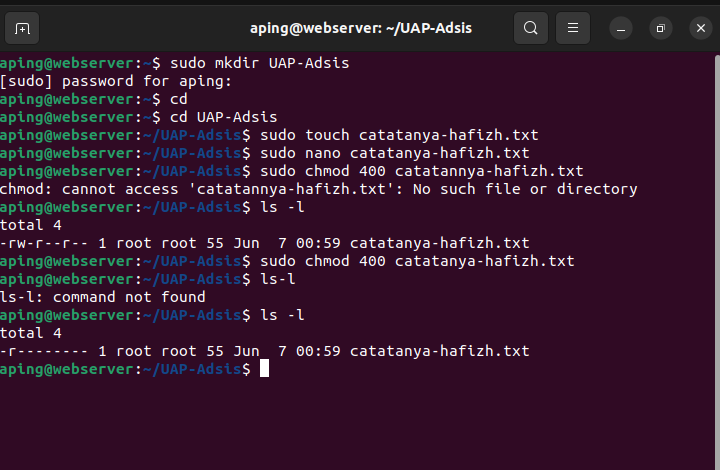 aping@webserver: ~/UAP-Adsis
aping@webserver:~$ sudo mkdir UAP-Adsis
[sudo] password for aping:
aping@webserver:~$ cd
aping@webserver:~$ cd UAP-Adsis
aping@webserver:~/UAP-Adsis$ sudo touch catatanya-hafizh.txt
aping@webserver:~/UAP-Adsis$ sudo nano catatanya-hafizh.txt
aping@webserver:~/UAP-Adsis$ sudo chmod 400 catatannya-hafizh.txt
chmod: cannot access 'catatannya-hafizh.txt': No such file or directory
aping@webserver:~/UAP-Adsis$ ls -l
total 4
-rw-r--r-- 1 root root 55 Jun  7 00:59 catatanya-hafizh.txt
aping@webserver:~/UAP-Adsis$ sudo chmod 400 catatanya-hafizh.txt
aping@webserver:~/UAP-Adsis$ ls-l
ls-l: command not found
aping@webserver:~/UAP-Adsis$ ls -l
total 4
-r-------- 1 root root 55 Jun  7 00:59 catatanya-hafizh.txt
aping@webserver:~/UAP-Adsis$